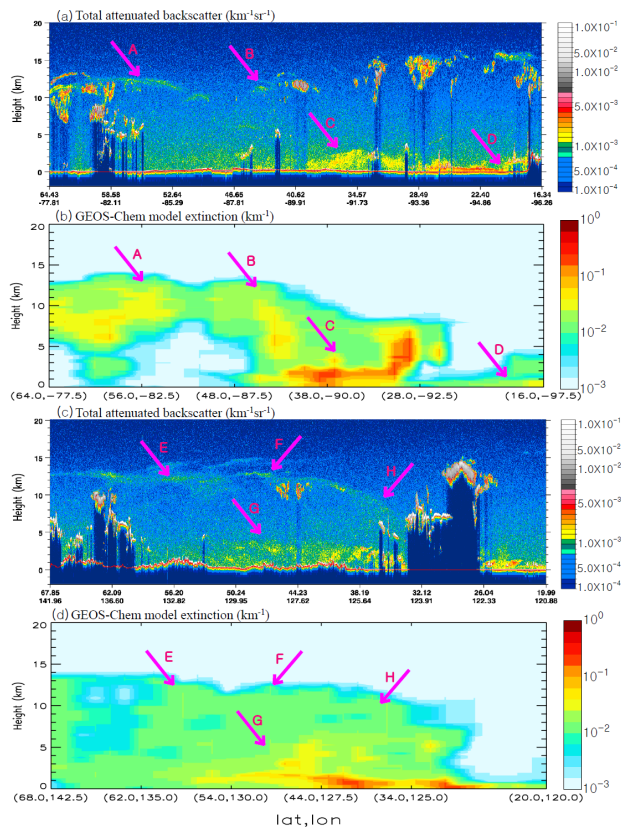 (a) Total attenuated backscatter (km-1sr-1)
A
B
C
D
Height (km)
20
15
10
5
0
64.43 58.58 52.64 46.65 40.62 34.57 28.49 22.40 16.26
-77.81 -82.11 -85.29 -87.81 -89.91 -91.73 -93.36 -94.86 -96.34
1.0X10-1
1.0X10-2
5.0X10-3
1.0X10-3
5.0X10-4
1.0X10-4
(b) GEOS-Chem model extinction (km-1)
A
B
C
D
Height (km)
20
15
10
5
0
(64.0,-77.5) (56.0,-82.5) (48.0,-87.5) (38.0,-90.0) (28.0,-92.5) (16.0,-97.5)
100
10-1
10-2
10-3
(c) Total attenuated backscatter (km-1sr-1)
E
F
G
H
Height (km)
20
15
10
5
0
67.85 62.09 56.20 50.24 44.27 38.19 32.12 26.04 19.99
141.96 136.60 132.82 129.95 127.62 125.64 123.91 122.33 120.88
1.0X10-1
1.0X10-2
5.0X10-3
1.0X10-3
5.0X10-4
1.0X10-4
(d) GEOS-Chem model extinction (km-1)
E
F
G
H
Height (km)
20
15
10
5
0
(68.0,142.5) (62.0,135.0) (54.0,130.0) (44.0,127.5) (34.0,125.0) (20.0,120.0)
100
10-1
10-2
10-3
lat,lon